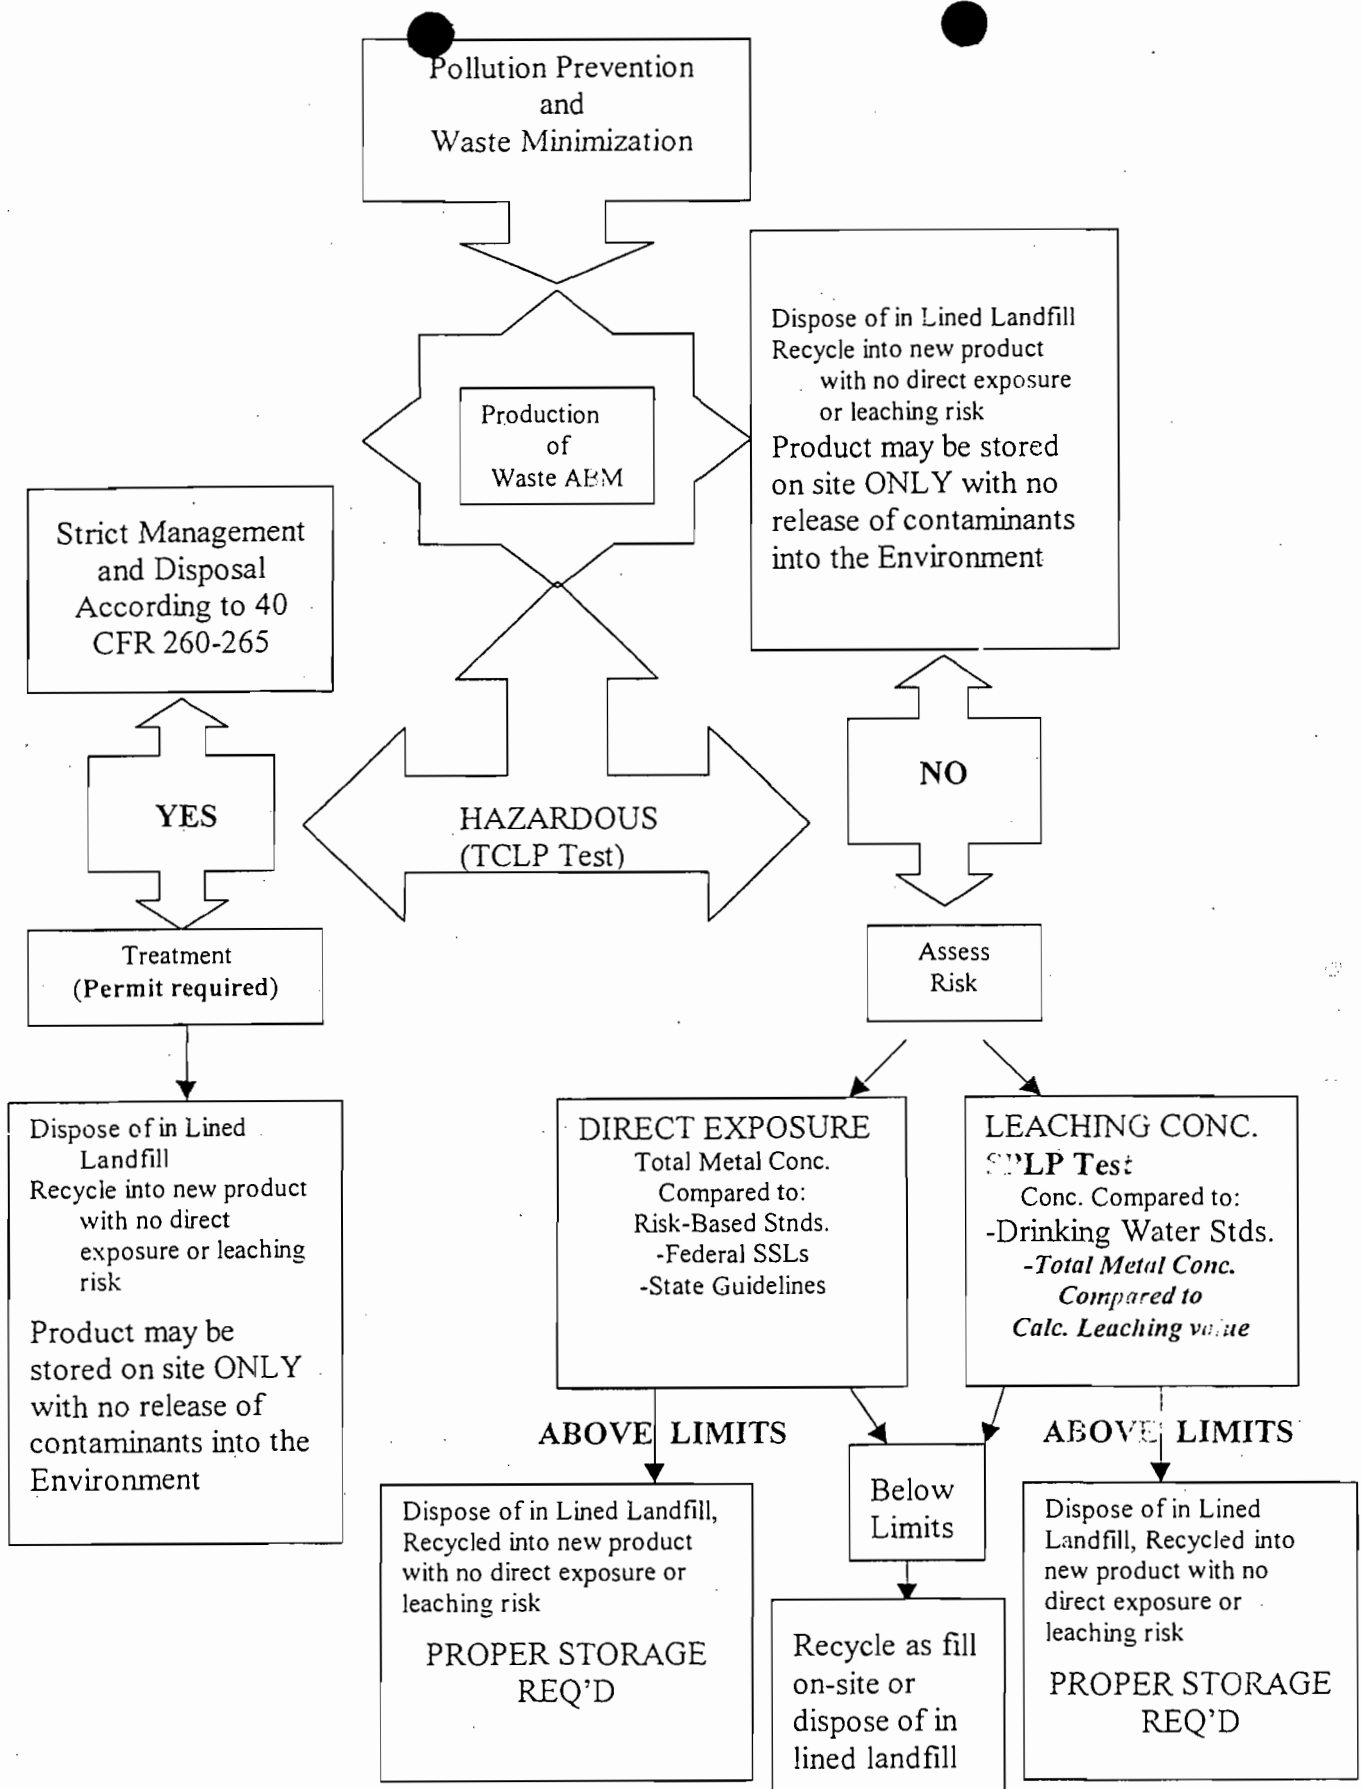 Pollution Prevention
and
Waste Minimization
Dispose of in Lined Landfill
Recycle into new product
with no direct exposure
or leaching risk
Product may be stored
on site ONLY with no
release of contaminants
into the Environment
Production
of
Waste ABM
Strict Management
and Disposal
According to 40
CFR 260-265
YES
HAZARDOUS
(TCLP Test)
NO
Treatment
(Permit required)
Assess
Risk
Dispose of in Lined
Landfill
Recycle into new product
with no direct
exposure or leaching
risk
Product may be
stored on site ONLY
with no release of
contaminants into the
Environment
DIRECT EXPOSURE
Total Metal Conc.
Compared to:
Risk-Based Stnds.
-Federal SSLs
-State Guidelines
LEACHING CONC.
SPLP Test
Conc. Compared to:
-Drinking Water Stds.
-Total Metal Conc.
Compared to
Calc. Leaching value
ABOVE LIMITS
ABOVE LIMITS
Below
Limits
Dispose of in Lined Landfill,
Recycled into new product
with no direct exposure or
leaching risk
PROPER STORAGE
REQ'D
Recycle as fill
on-site or
dispose of in
lined landfill
Dispose of in Lined
Landfill, Recycled into
new product with no
direct exposure or
leaching risk
PROPER STORAGE
REQ'D